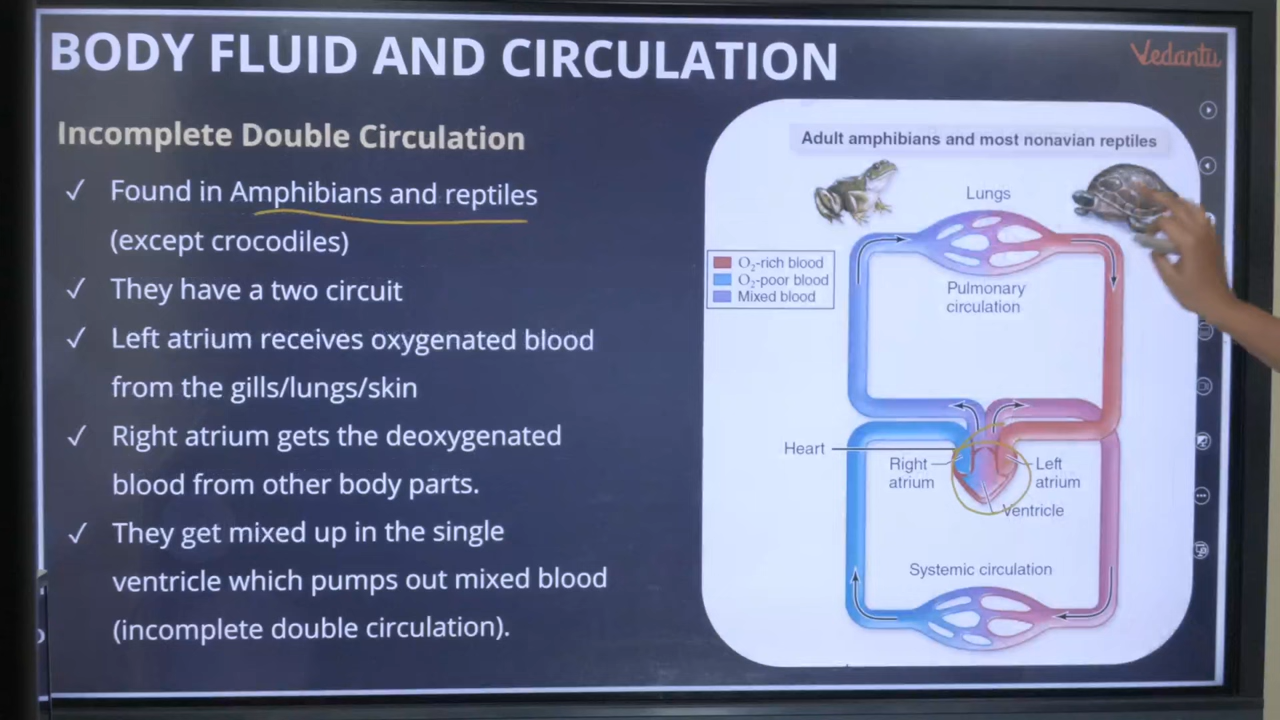 BODY FLUID AND CIRCULATION
Vedantu
Incomplete Double Circulation
✓ Found in Amphibians and reptiles
(except crocodiles)
✓ They have a two circuit
✓ Left atrium receives oxygenated blood
from the gills/lungs/skin
✓ Right atrium gets the deoxygenated
blood from other body parts.
✓ They get mixed up in the single
ventricle which pumps out mixed blood
(incomplete double circulation).
Adult amphibians and most nonavian reptiles
Lungs
O₂-rich blood
O₂-poor blood
Mixed blood
Pulmonary
circulation
Heart
Right
atrium
Left
atrium
Ventricle
Systemic circulation